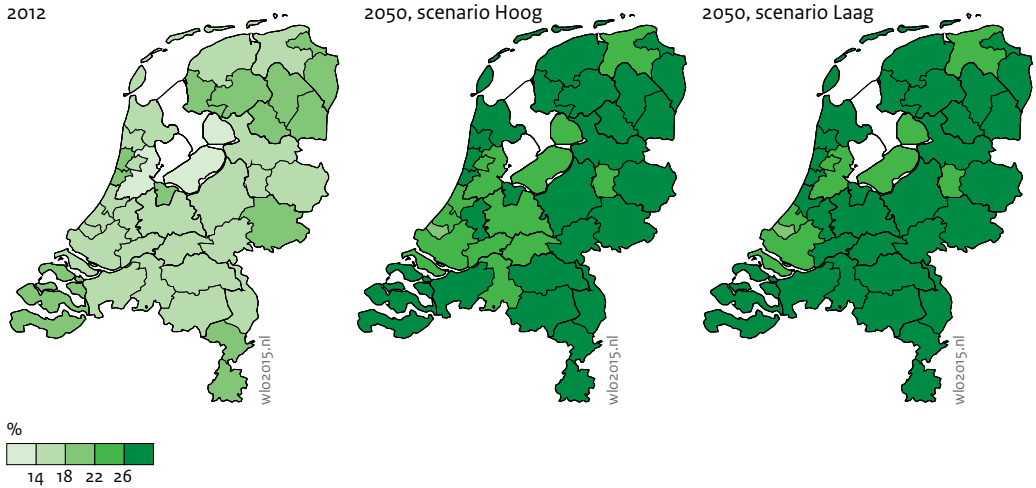 2012
2050, scenario Hoog
2050, scenario Laag
wlo2015.nl
wlo2015.nl
wlo2015.nl
%
14 18 22 26